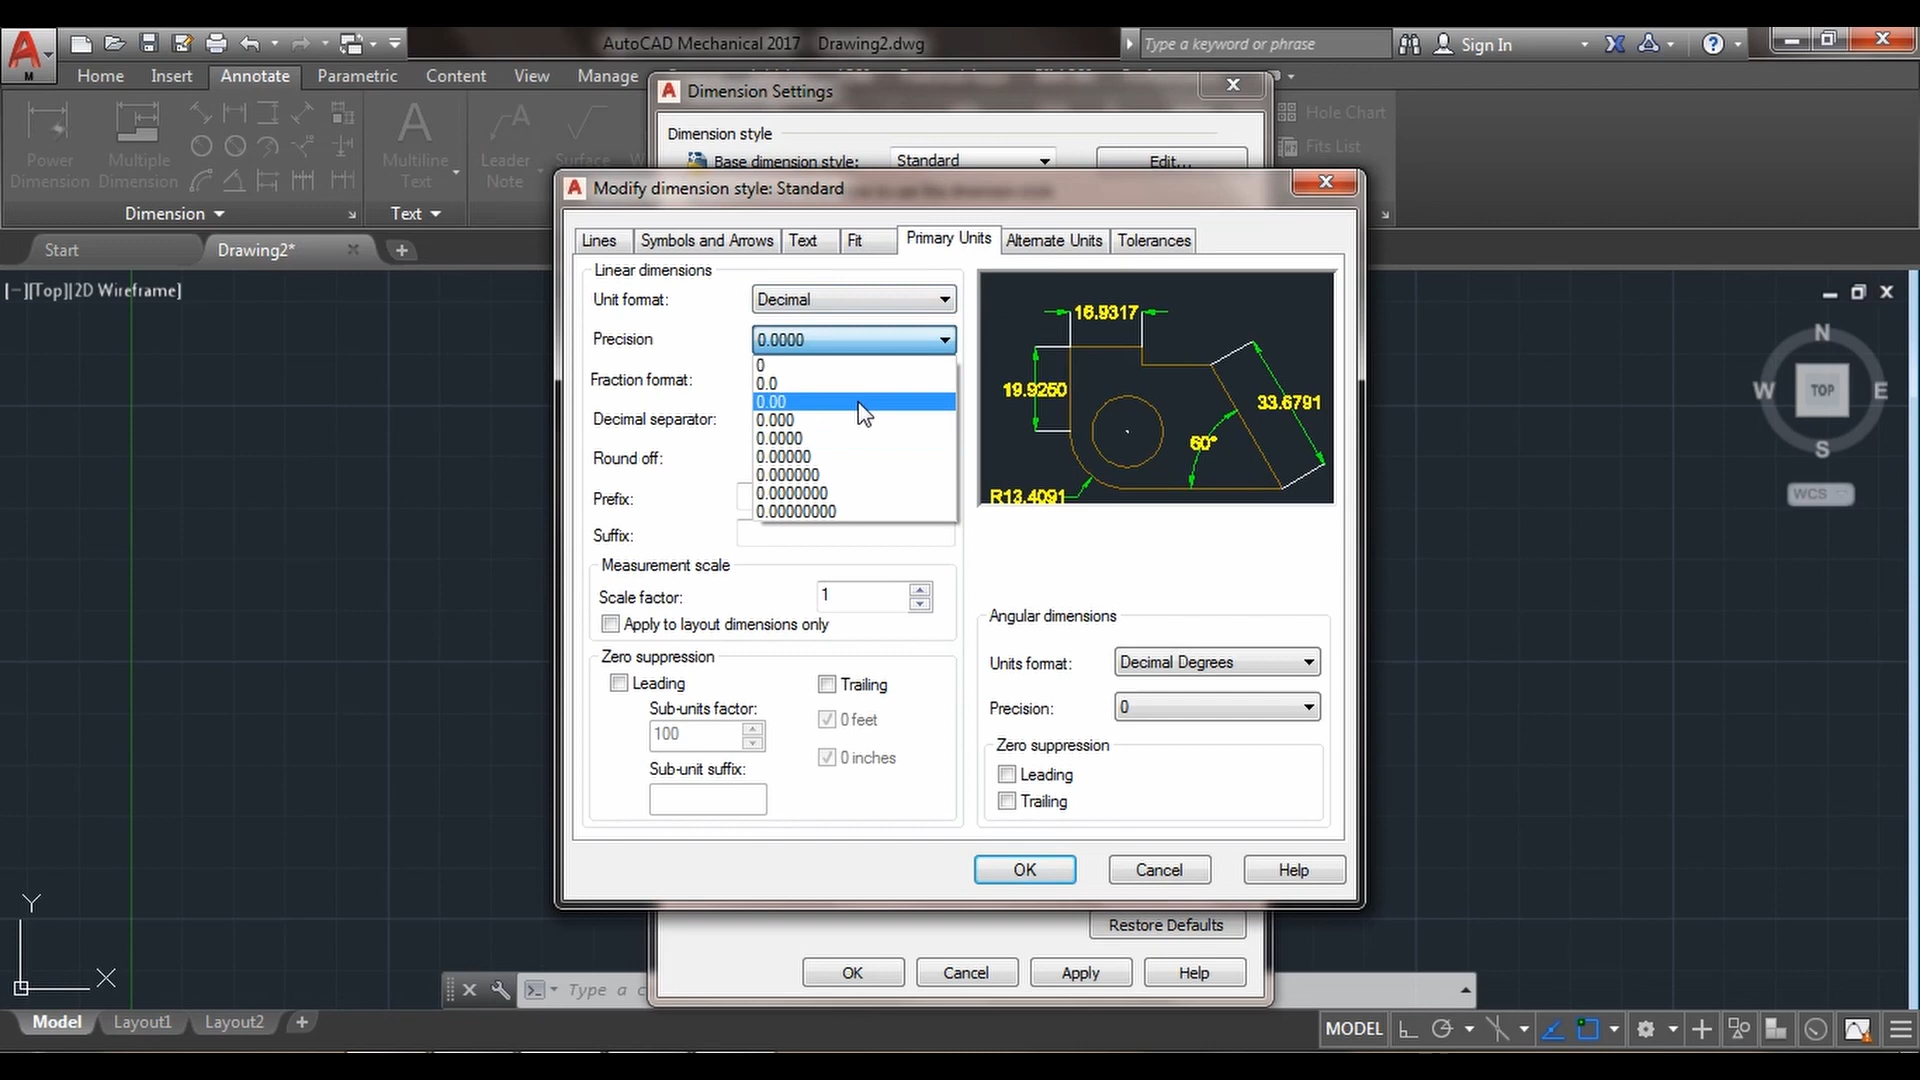 AutoCAD Mechanical 2017 Drawing2.dwg
Type a keyword or phrase
Sign In
M
Home Insert Annotate Parametric Content View Manage
Dimension Settings
Power Dimension
Multiple Dimension
Multiline Text
Leader Note
Surface
Hole Chart
Fits List
Dimension
Text
Dimension style
Base dimension style: Standard Edit...
Start
Drawing2*
[−][Top][2D Wireframe]
Modify dimension style: Standard
Lines Symbols and Arrows Text Fit Primary Units Alternate Units Tolerances
Linear dimensions
Unit format: Decimal
Precision 0.0000
0
0.0
0.00
0.000
0.0000
0.00000
0.000000
0.0000000
0.00000000
Fraction format:
Decimal separator:
Round off:
Prefix:
Suffix:
Measurement scale
Scale factor: 1
Apply to layout dimensions only
Zero suppression
Leading
Trailing
Sub-units factor:
100
0 feet
0 inches
Sub-unit suffix:
16.9317
19.9250
33.6791
60°
R13.4091
Angular dimensions
Units format: Decimal Degrees
Precision: 0
Zero suppression
Leading
Trailing
OK Cancel Help
Restore Defaults
OK Cancel Apply Help
N
W TOP E
S
WCS
Y
X
Type a c
Model Layout1 Layout2
MODEL